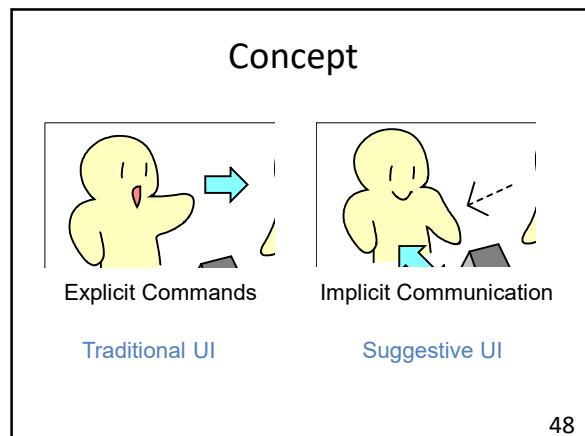 Concept
Explicit Commands
Implicit Communication
Traditional UI
Suggestive UI
48